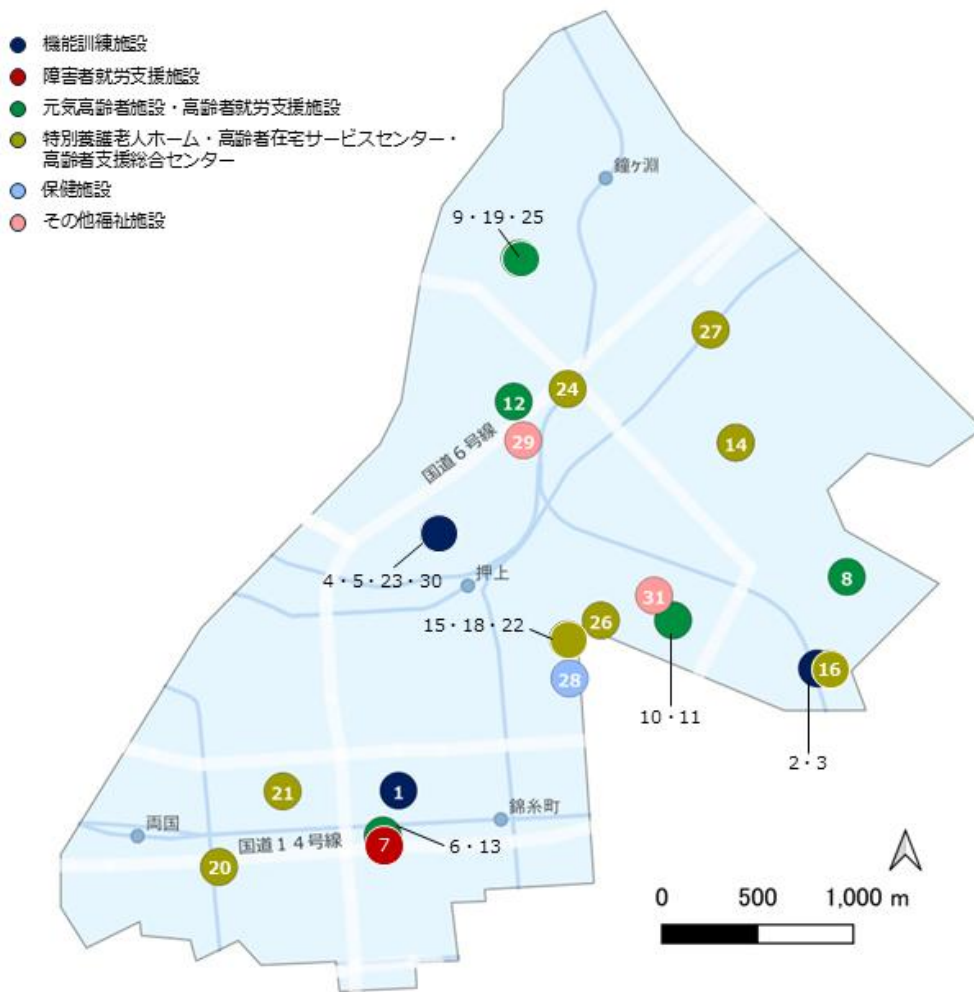 機能訓練施設
障害者就労支援施設
元気高齢者施設・高齢者就労支援施設
特別養護老人ホーム・高齢者在宅サービスセンター・
高齢者支援総合センター
保健施設
その他福祉施設
鐘ヶ淵
9・19・25
27
24
12
29
14
国道６号線
4・5・23・30
押上
8
31
15・18・22
26
16
28
10・11
2・3
21
1
両国
錦糸町
国道１４号線
7
6・13
20
0 500 1,000 m